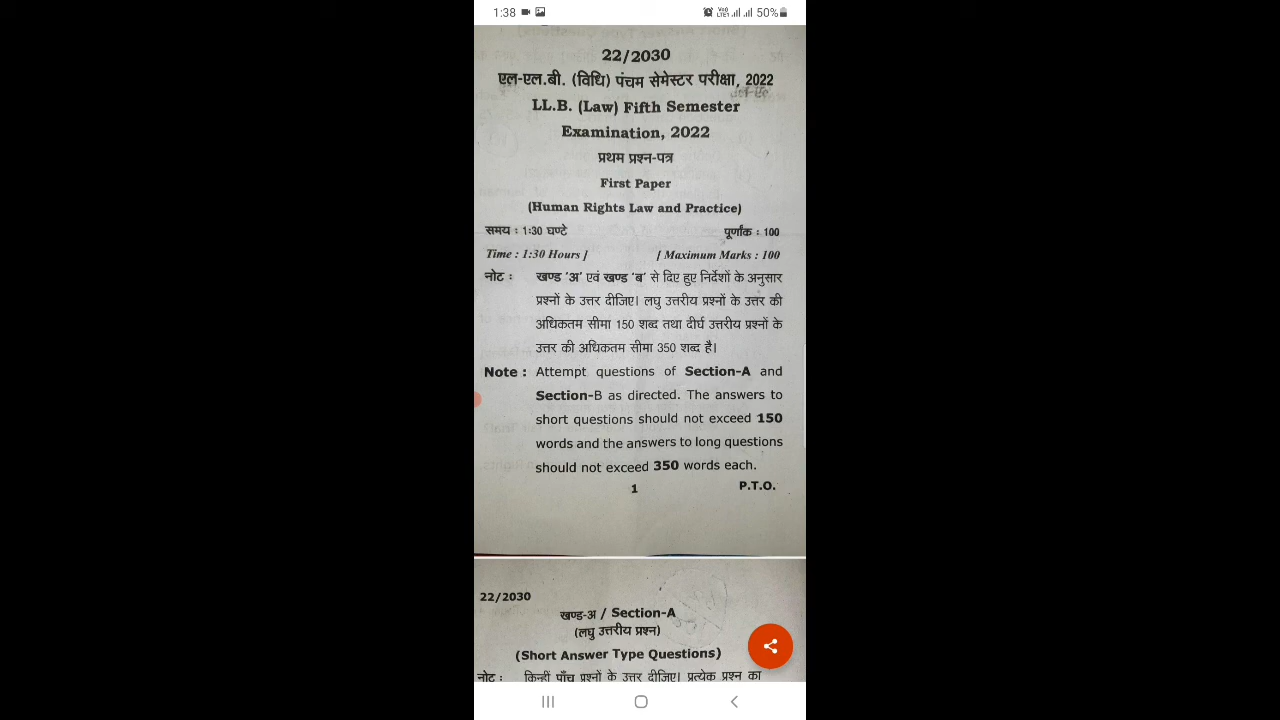 1:38
50%
22/2030
एल-एल.बी. (विधि) पंचम सेमेस्टर परीक्षा, 2022
LL.B. (Law) Fifth Semester
Examination, 2022
प्रथम प्रश्न-पत्र
First Paper
(Human Rights Law and Practice)
समय : 1:30 घण्टे पूर्णांक : 100
Time : 1:30 Hours ] [ Maximum Marks : 100
नोट : खण्ड 'अ' एवं खण्ड 'ब' से दिए हुए निर्देशों के अनुसार
प्रश्नों के उत्तर दीजिए। लघु उत्तरीय प्रश्नों के उत्तर की
अधिकतम सीमा 150 शब्द तथा दीर्घ उत्तरीय प्रश्नों के
उत्तर की अधिकतम सीमा 350 शब्द है।
Note : Attempt questions of Section-A and
Section-B as directed. The answers to
short questions should not exceed 150
words and the answers to long questions
should not exceed 350 words each.
1 P.T.O.
22/2030
खण्ड-अ / Section-A
(लघु उत्तरीय प्रश्न)
(Short Answer Type Questions)
नोट : किन्हीं पाँच प्रश्नों के उत्तर दीजिए। प्रत्येक प्रश्न का